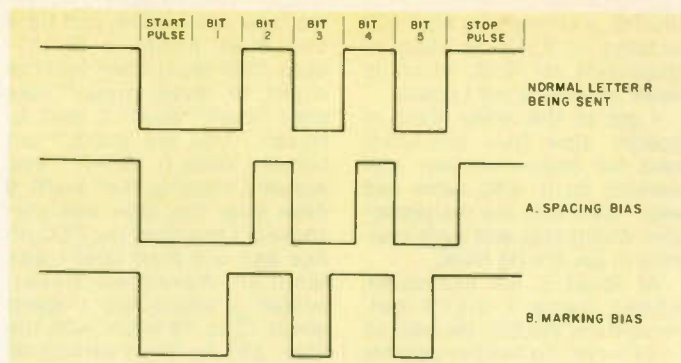 START BIT BIT BIT BIT BIT STOP
PULSE 1 2 3 4 5 PULSE
NORMAL LETTER R
BEING SENT
A. SPACING BIAS
B. MARKING BIAS